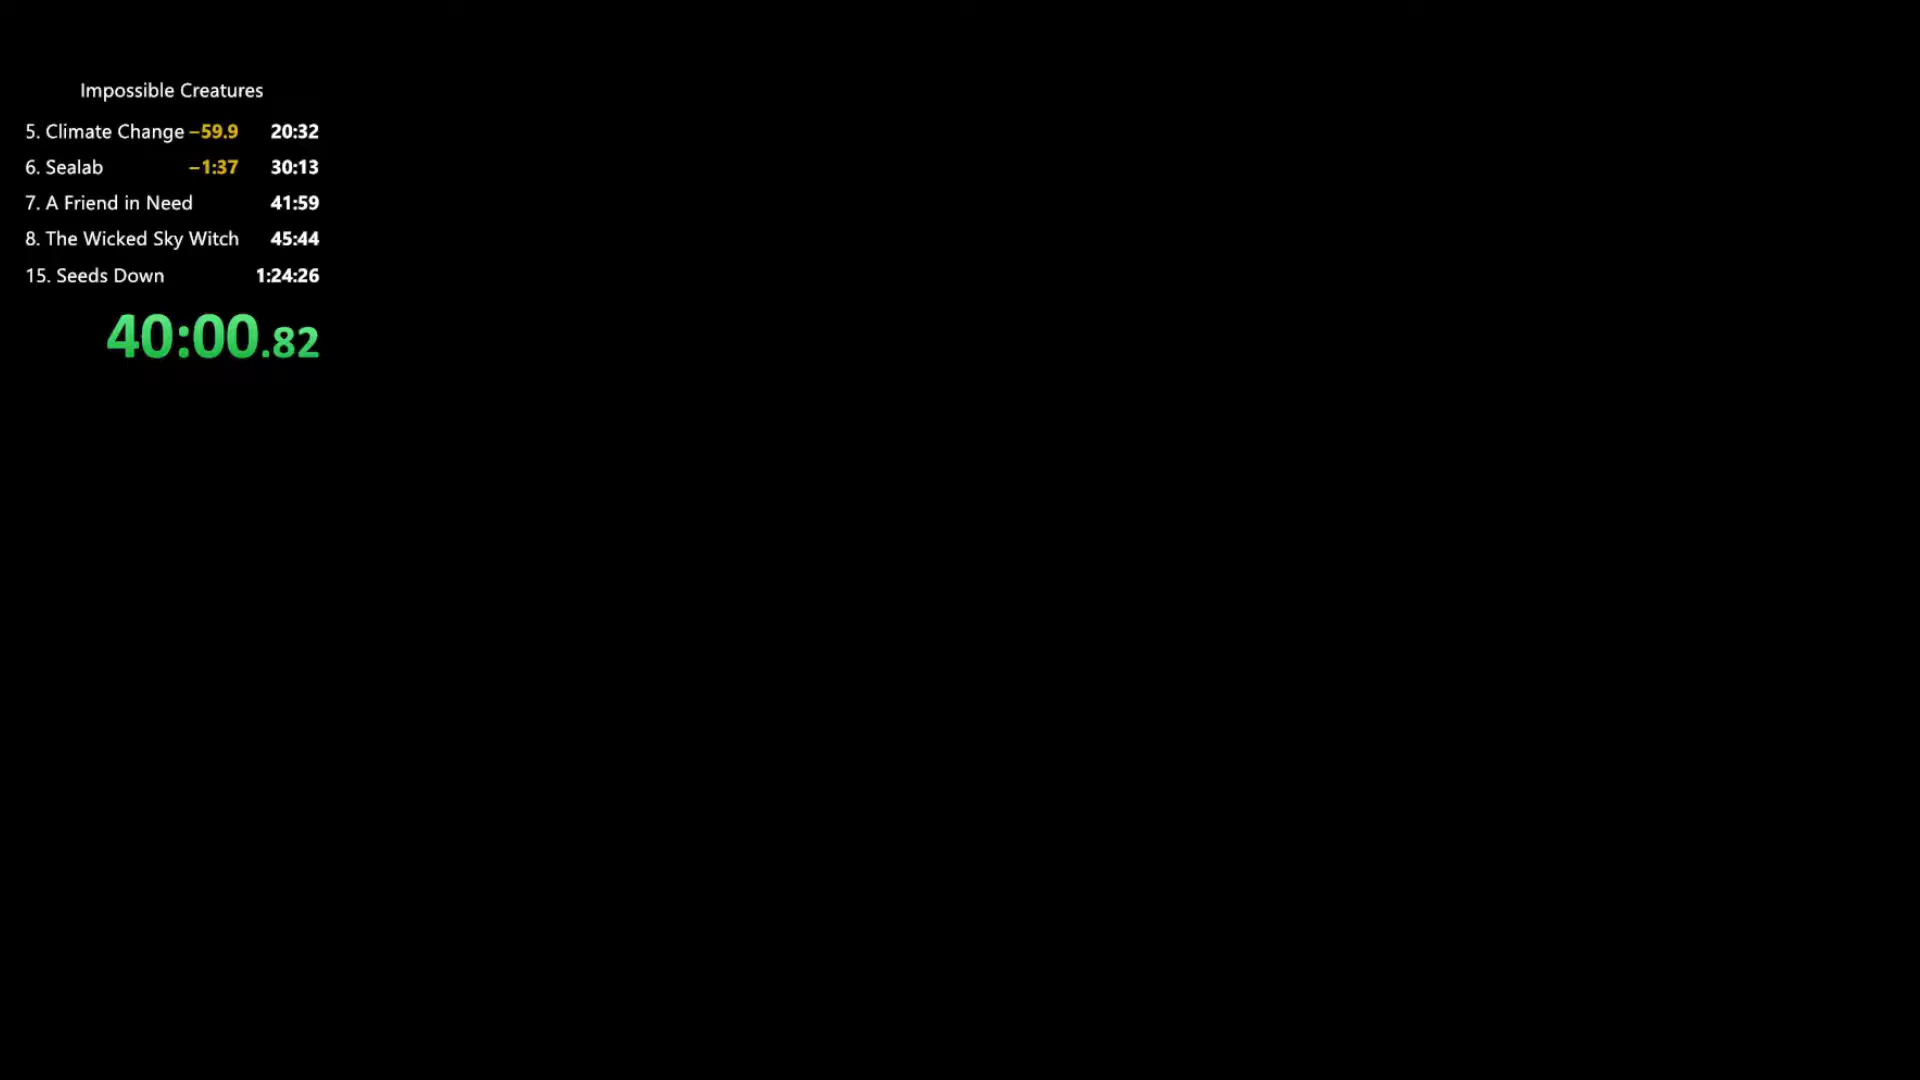 Impossible Creatures
5. Climate Change −59.9 20:32
6. Sealab −1:37 30:13
7. A Friend in Need 41:59
8. The Wicked Sky Witch 45:44
15. Seeds Down 1:24:26
40:00.82